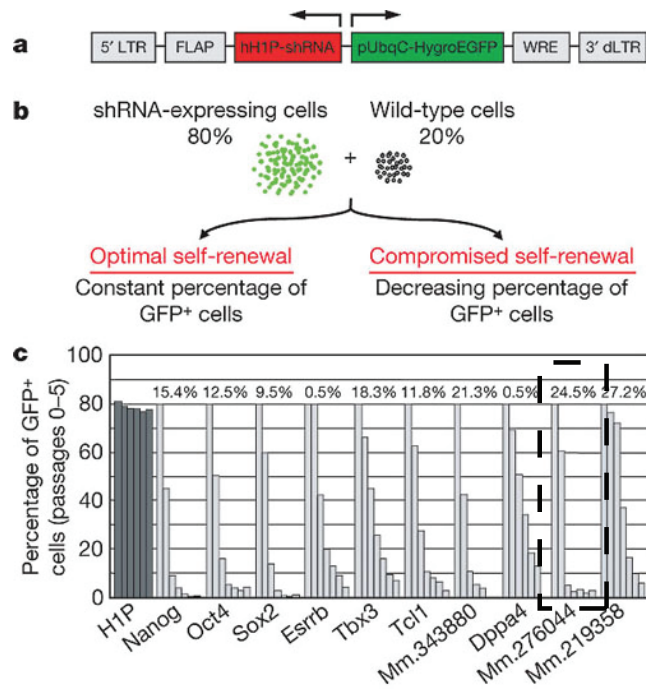 a
5′ LTR FLAP hH1P-shRNA pUbqC-HygroEGFP WRE 3′ dLTR
b
shRNA-expressing cells Wild-type cells
80% 20%
+
Optimal self-renewal Compromised self-renewal
Constant percentage of Decreasing percentage of
GFP⁺ cells GFP⁺ cells
c
Percentage of GFP⁺
cells (passages 0–5)
100
80
60
40
20
0
15.4% 12.5% 9.5% 0.5% 18.3% 11.8% 21.3% 0.5% 24.5% 27.2%
H1P Nanog Oct4 Sox2 Esrrb Tbx3 Tcl1 Mm.343880 Dppa4 Mm.276044 Mm.219358